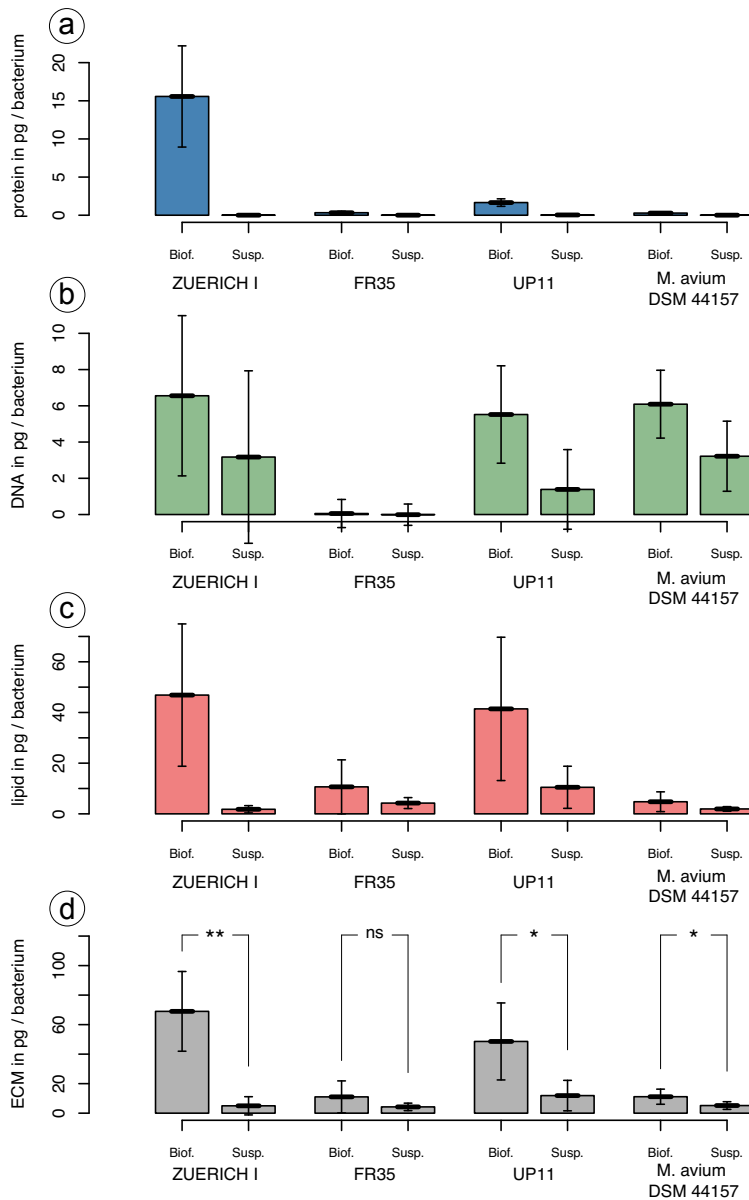 a
protein in pg / bacterium
20
15
10
5
0
Biof. Susp. Biof. Susp. Biof. Susp. Biof. Susp.
ZUERICH I FR35 UP11 M. avium
DSM 44157
b
DNA in pg / bacterium
10
8
6
4
2
0
Biof. Susp. Biof. Susp. Biof. Susp. Biof. Susp.
ZUERICH I FR35 UP11 M. avium
DSM 44157
c
lipid in pg / bacterium
60
40
20
0
Biof. Susp. Biof. Susp. Biof. Susp. Biof. Susp.
ZUERICH I FR35 UP11 M. avium
DSM 44157
d
ECM in pg / bacterium
** ns * *
100
60
20
0
Biof. Susp. Biof. Susp. Biof. Susp. Biof. Susp.
ZUERICH I FR35 UP11 M. avium
DSM 44157